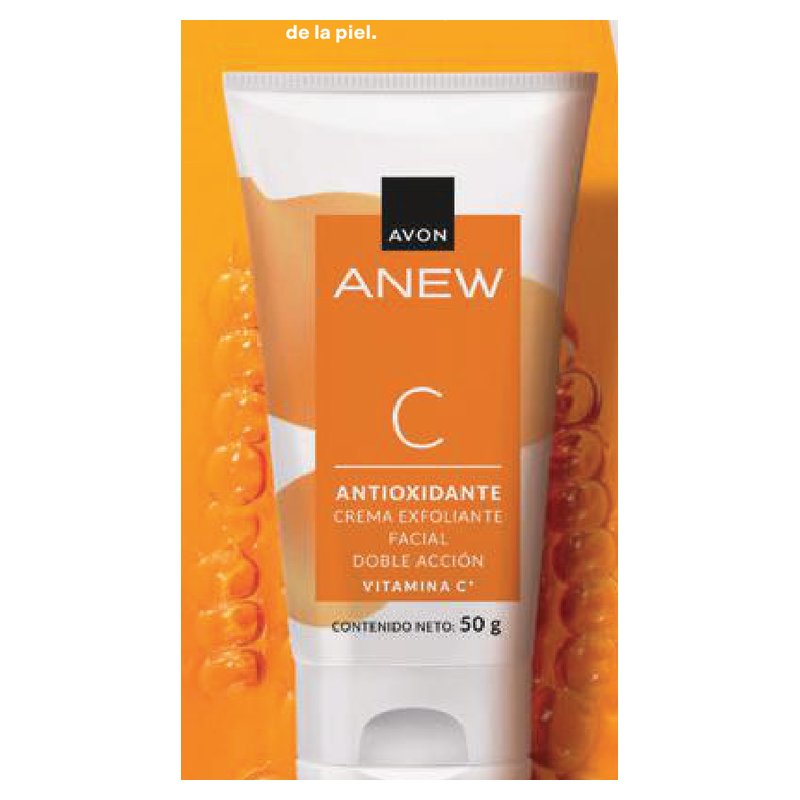 de la piel.
AVON
ANEW
C
ANTIOXIDANTE
CREMA EXFOLIANTE
FACIAL
DOBLE ACCIÓN
VITAMINA C⁺
CONTENIDO NETO: 50 g